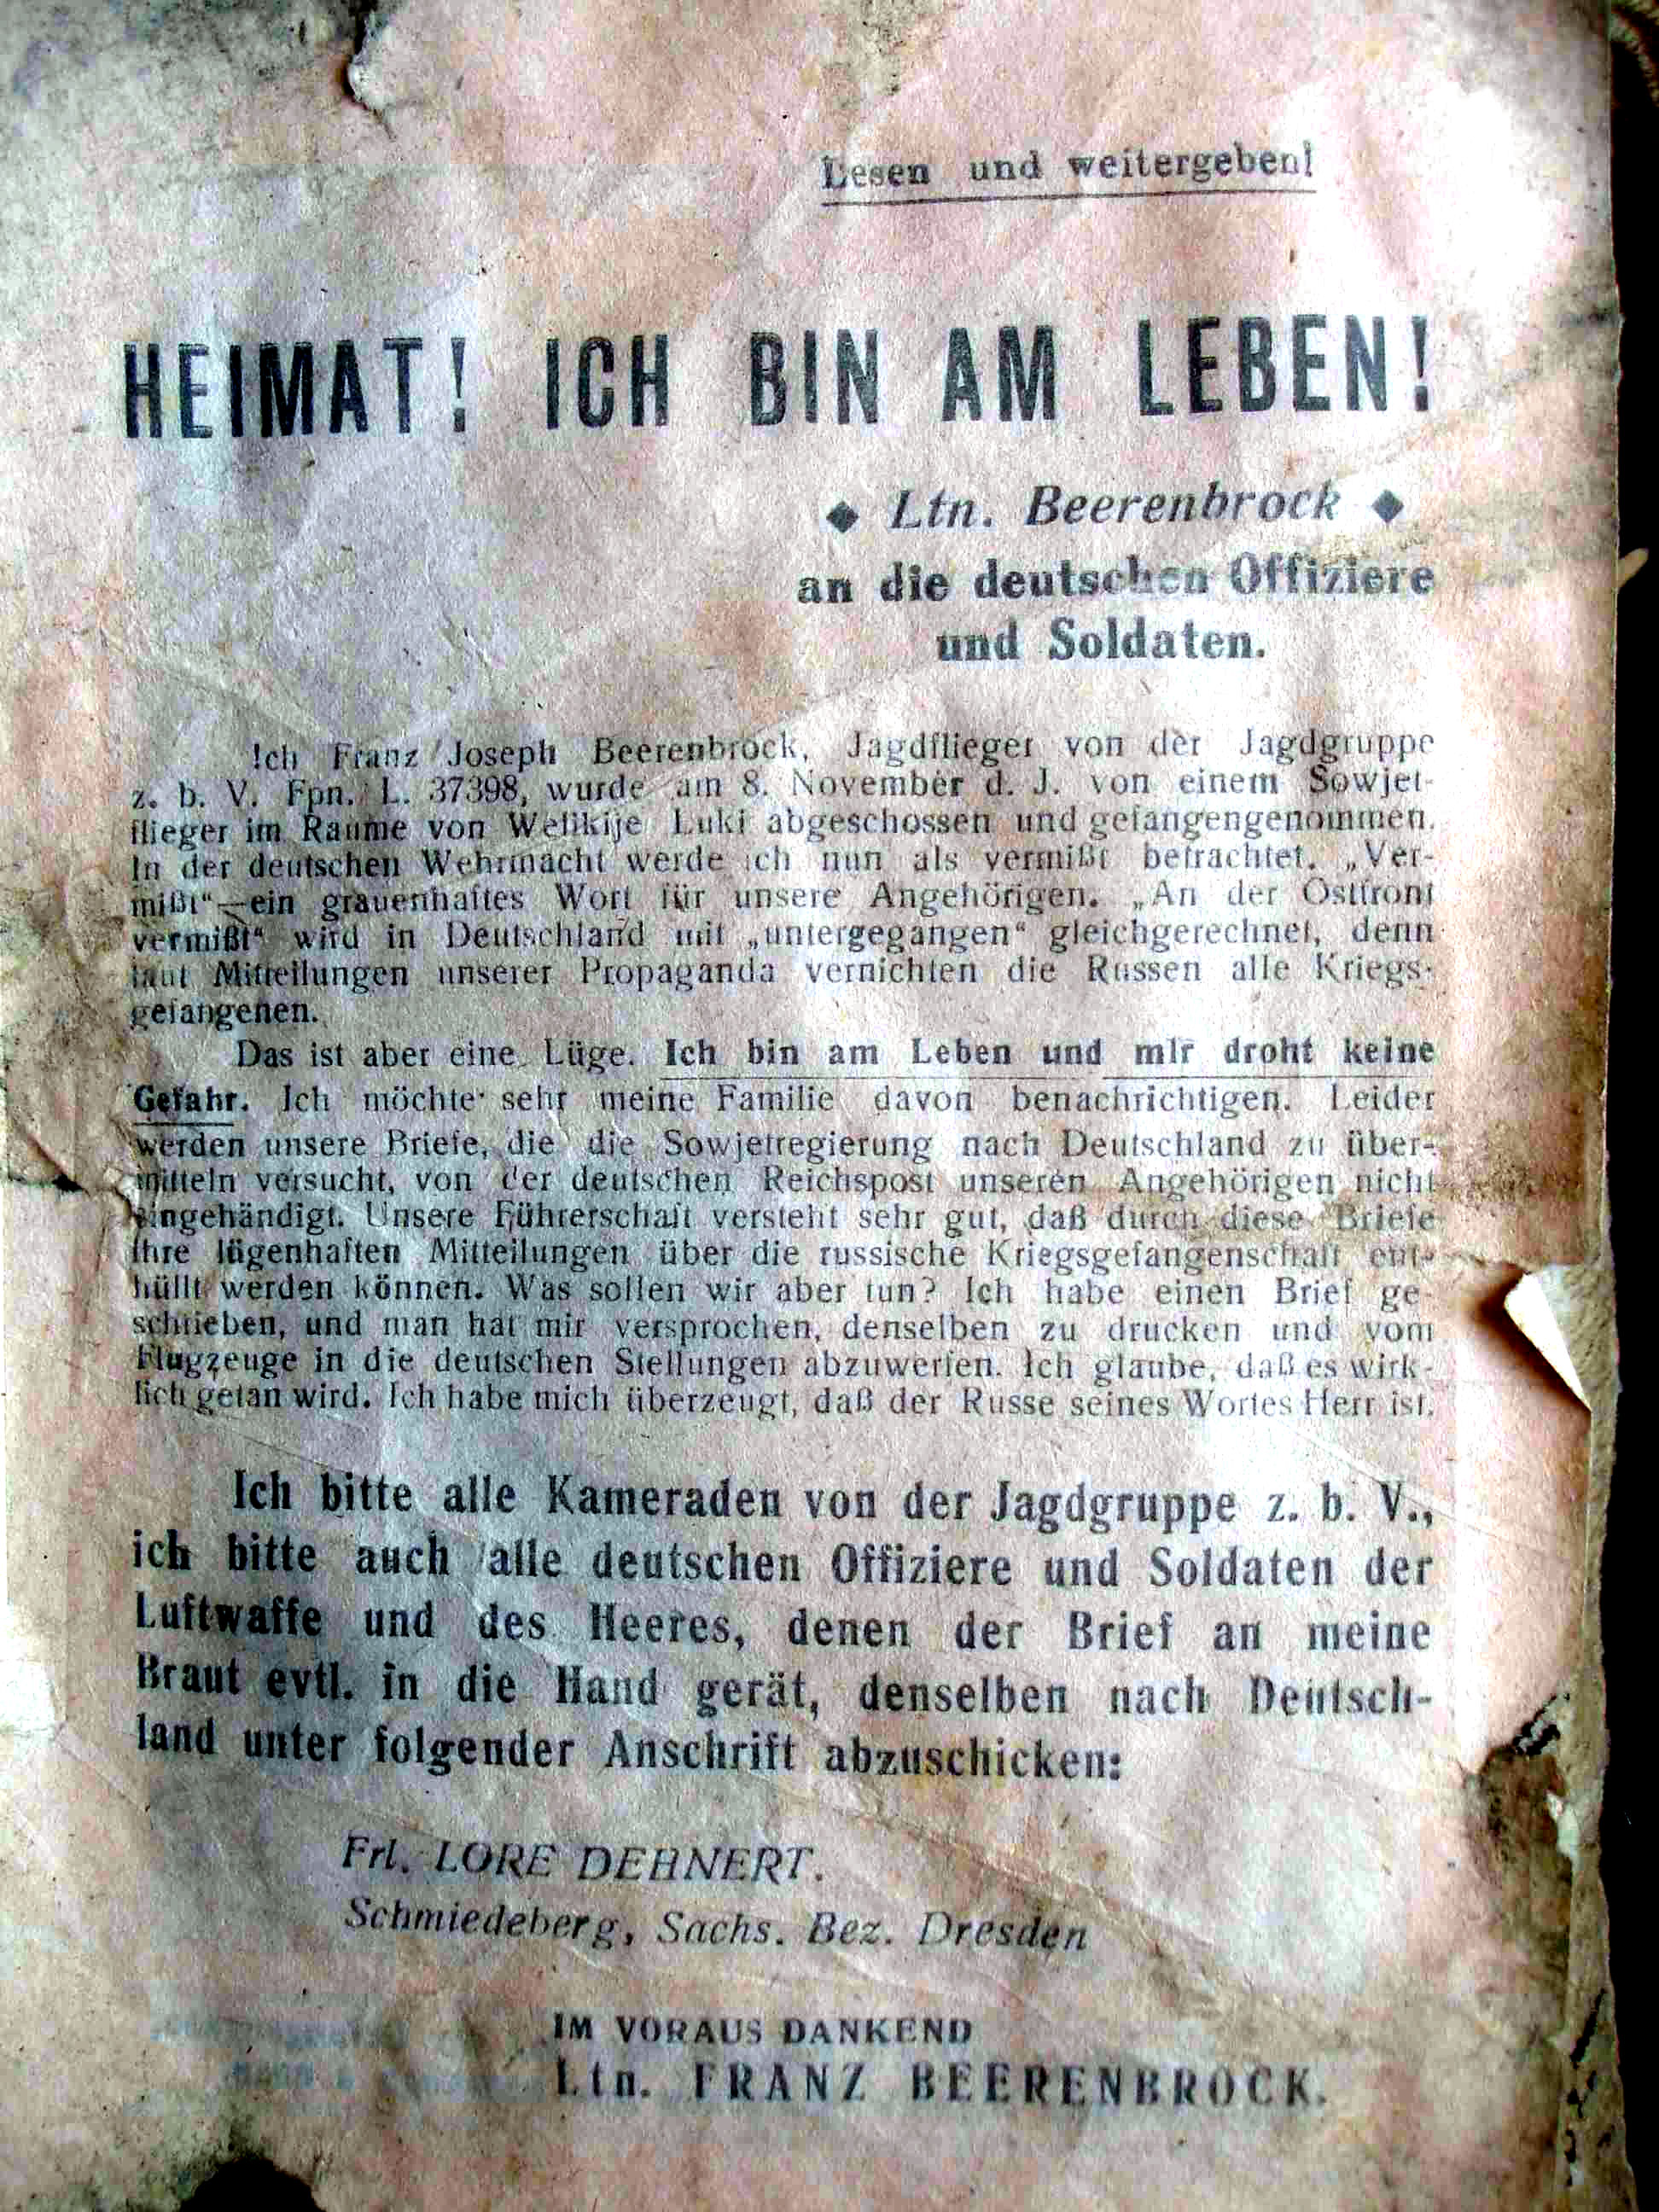 Lesen und weitergeben!
HEIMAT! ICH BIN AM LEBEN!
◆ Ltn. Beerenbrock ◆
an die deutschen Offiziere
und Soldaten.
Ich Franz Joseph Beerenbrock, Jagdflieger von der Jagdgruppe
z. b. V. Fpn. L. 37398, wurde am 8. November d. J. von einem Sowjet-
flieger im Raume von Welikije Luki abgeschossen und gefangengenommen.
In der deutschen Wehrmacht werde ich nun als vermißt betrachtet. „Ver-
mißt“—ein grauenhaftes Wort für unsere Angehörigen. „An der Ostfront
vermißt“ wird in Deutschland mit „untergegangen“ gleichgerechnet, denn
laut Mitteilungen unserer Propaganda vernichten die Russen alle Kriegs-
gefangenen.
Das ist aber eine Lüge. Ich bin am Leben und mir droht keine
Gefahr. Ich möchte sehr meine Familie davon benachrichtigen. Leider
werden unsere Briefe, die die Sowjetregierung nach Deutschland zu über-
mitteln versucht, von der deutschen Reichspost unseren Angehörigen nicht
eingehändigt. Unsere Führerschaft versteht sehr gut, daß durch diese Briefe
ihre lügenhaften Mitteilungen über die russische Kriegsgefangenschaft ent-
hüllt werden können. Was sollen wir aber tun? Ich habe einen Brief ge-
schrieben, und man hat mir versprochen, denselben zu drucken und vom
Flugzeuge in die deutschen Stellungen abzuwerfen. Ich glaube, daß es wirk-
lich getan wird. Ich habe mich überzeugt, daß der Russe seines Wortes Herr ist.
Ich bitte alle Kameraden von der Jagdgruppe z. b. V.,
ich bitte auch alle deutschen Offiziere und Soldaten der
Luftwaffe und des Heeres, denen der Brief an meine
Braut evtl. in die Hand gerät, denselben nach Deutsch-
land unter folgender Anschrift abzuschicken:
Frl. LORE DEHNERT.
Schmiedeberg, Sachs. Bez. Dresden
IM VORAUS DANKEND
Ltn. FRANZ BEERENBROCK.